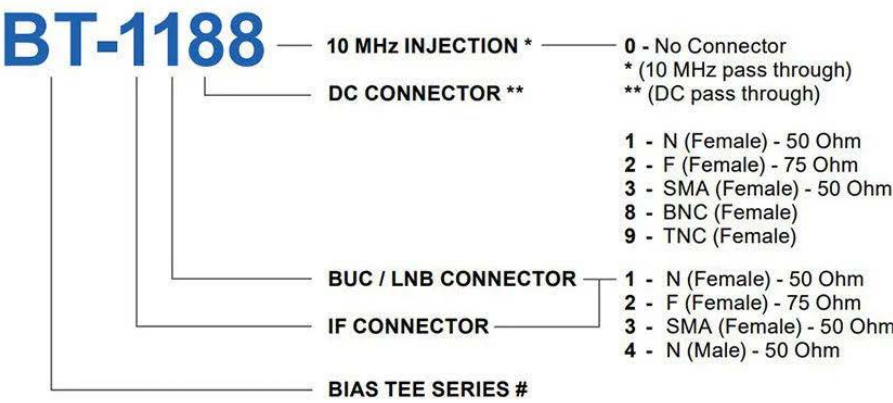 BT-1188
10 MHz INJECTION *
0 - No Connector
* (10 MHz pass through)
DC CONNECTOR **
** (DC pass through)
1 - N (Female) - 50 Ohm
2 - F (Female) - 75 Ohm
3 - SMA (Female) - 50 Ohm
8 - BNC (Female)
9 - TNC (Female)
BUC / LNB CONNECTOR
1 - N (Female) - 50 Ohm
2 - F (Female) - 75 Ohm
IF CONNECTOR
3 - SMA (Female) - 50 Ohm
4 - N (Male) - 50 Ohm
BIAS TEE SERIES #